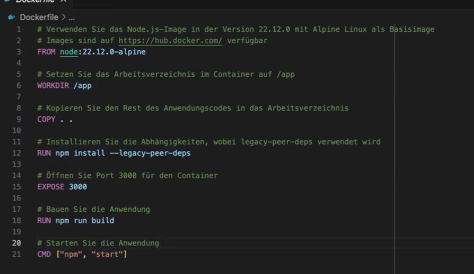 Dockerfile
Dockerfile > ...
1 # Verwenden Sie das Node.js-Image in der Version 22.12.0 mit Alpine Linux als Basisimage
2 # Images sind auf https://hub.docker.com/ verfügbar
3 FROM node:22.12.0-alpine
4
5 # Setzen Sie das Arbeitsverzeichnis im Container auf /app
6 WORKDIR /app
7
8 # Kopieren Sie den Rest des Anwendungscodes in das Arbeitsverzeichnis
9 COPY . .
10
11 # Installieren Sie die Abhängigkeiten, wobei legacy-peer-deps verwendet wird
12 RUN npm install --legacy-peer-deps
13
14 # Öffnen Sie Port 3000 für den Container
15 EXPOSE 3000
16
17 # Bauen Sie die Anwendung
18 RUN npm run build
19
20 # Starten Sie die Anwendung
21 CMD ["npm", "start"]